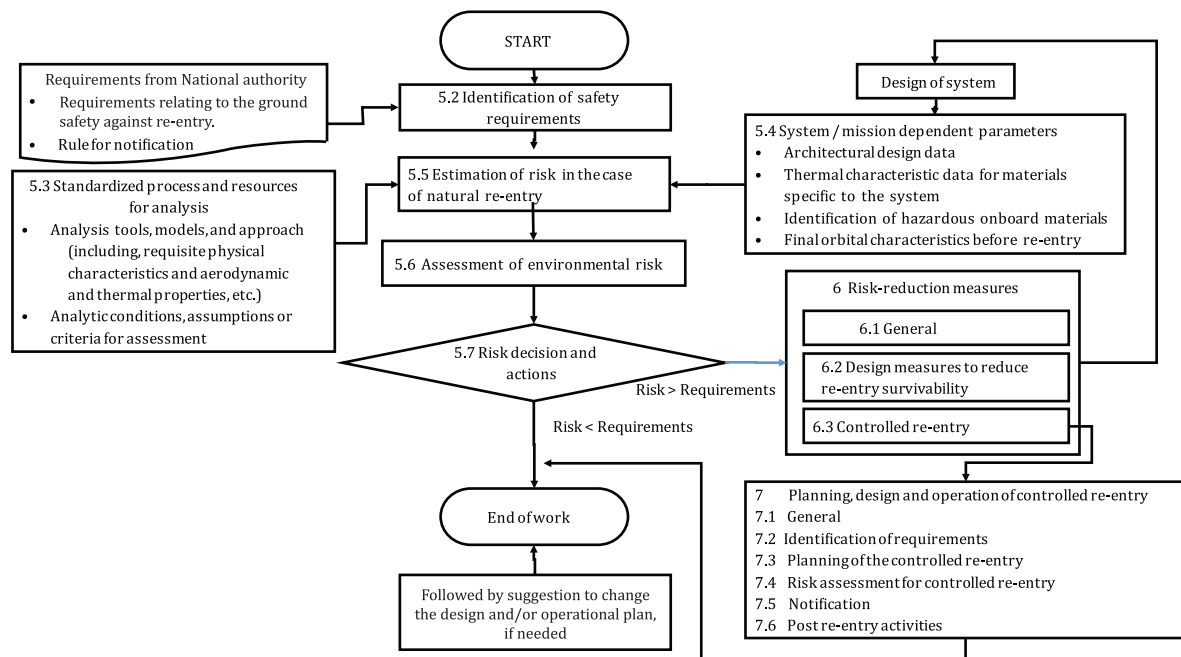 START
Requirements from National authority
• Requirements relating to the ground
safety against re-entry.
• Rule for notification
5.2 Identification of safety
requirements
Design of system
5.4 System / mission dependent parameters
• Architectural design data
• Thermal characteristic data for materials
specific to the system
• Identification of hazardous onboard materials
• Final orbital characteristics before re-entry
5.3 Standardized process and resources
for analysis
• Analysis tools, models, and approach
(including, requisite physical
characteristics and aerodynamic
and thermal properties, etc.)
• Analytic conditions, assumptions or
criteria for assessment
5.5 Estimation of risk in the case
of natural re-entry
5.6 Assessment of environmental risk
5.7 Risk decision and
actions
Risk > Requirements
Risk < Requirements
6 Risk-reduction measures
6.1 General
6.2 Design measures to reduce
re-entry survivability
6.3 Controlled re-entry
End of work
Followed by suggestion to change
the design and/or operational plan,
if needed
7 Planning, design and operation of controlled re-entry
7.1 General
7.2 Identification of requirements
7.3 Planning of the controlled re-entry
7.4 Risk assessment for controlled re-entry
7.5 Notification
7.6 Post re-entry activities